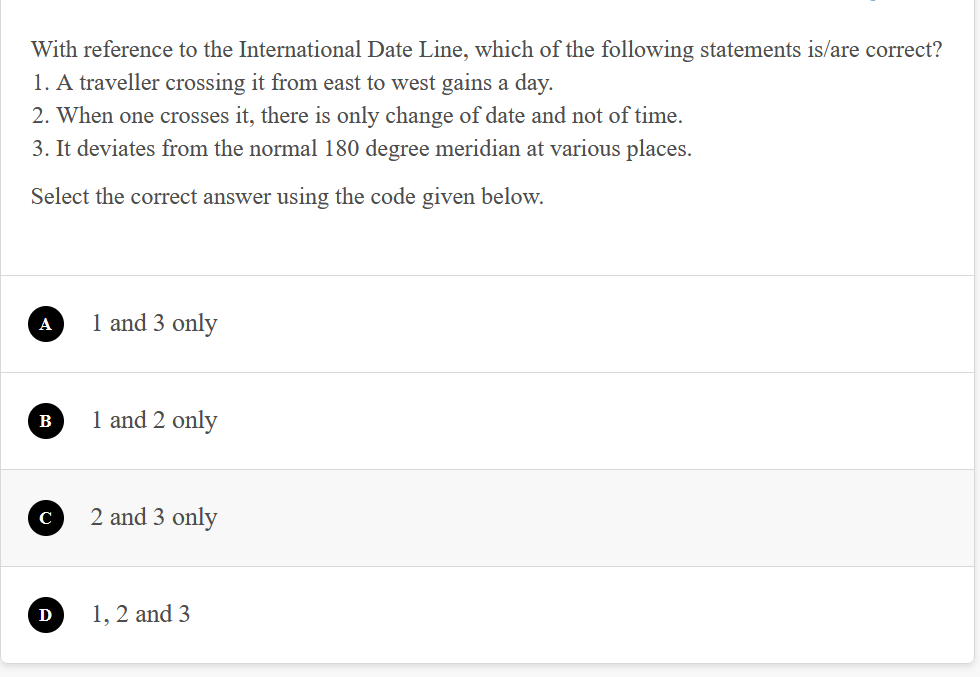 With reference to the International Date Line, which of the following statements is/are correct?
1. A traveller crossing it from east to west gains a day.
2. When one crosses it, there is only change of date and not of time.
3. It deviates from the normal 180 degree meridian at various places.
Select the correct answer using the code given below.
A 1 and 3 only
B 1 and 2 only
C 2 and 3 only
D 1, 2 and 3